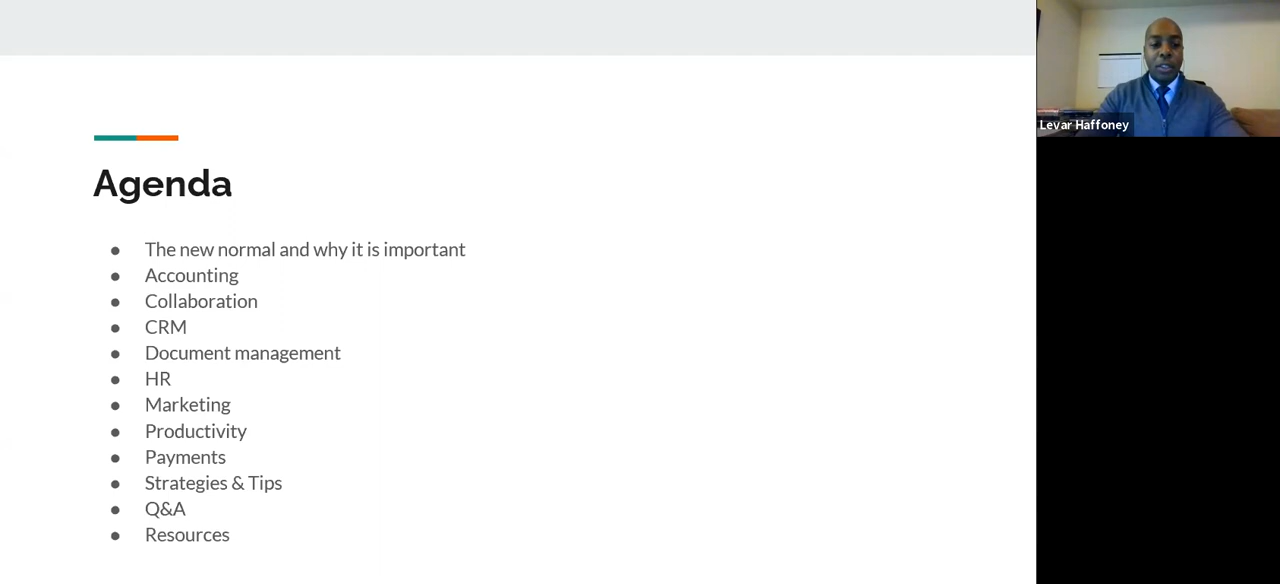 Agenda
● The new normal and why it is important
● Accounting
● Collaboration
● CRM
● Document management
● HR
● Marketing
● Productivity
● Payments
● Strategies & Tips
● Q&A
● Resources
Levar Haffoney